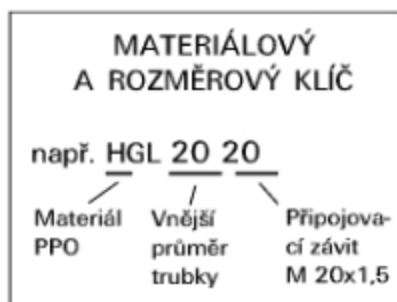 MATERIÁLOVÝ
A ROZMĚROVÝ KLÍČ
např. HGL 20 20
Materiál
PPO
Vnější
průměr
trubky
Připojova-
cí závit
M 20x1,5